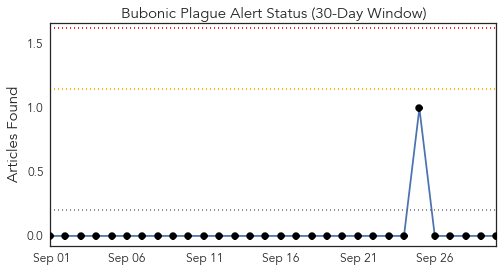 Bubonic Plague Alert Status (30-Day Window)
Articles Found
1.5
1.0
0.5
0.0
Sep 01 Sep 06 Sep 11 Sep 16 Sep 21 Sep 26